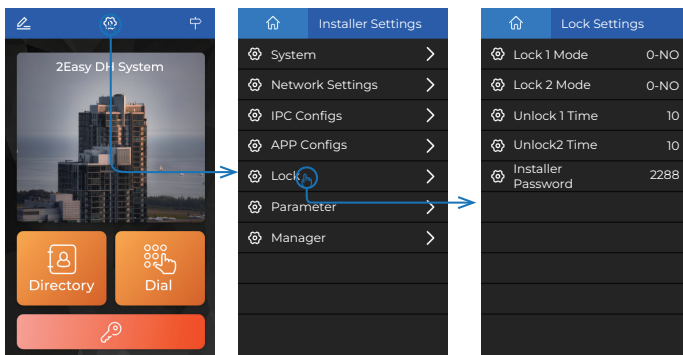 2Easy DH System
Directory
Dial
Installer Settings
System
Network Settings
IPC Configs
APP Configs
Lock
Parameter
Manager
Lock Settings
Lock 1 Mode 0-NO
Lock 2 Mode 0-NO
Unlock 1 Time 10
Unlock2 Time 10
Installer
Password 2288